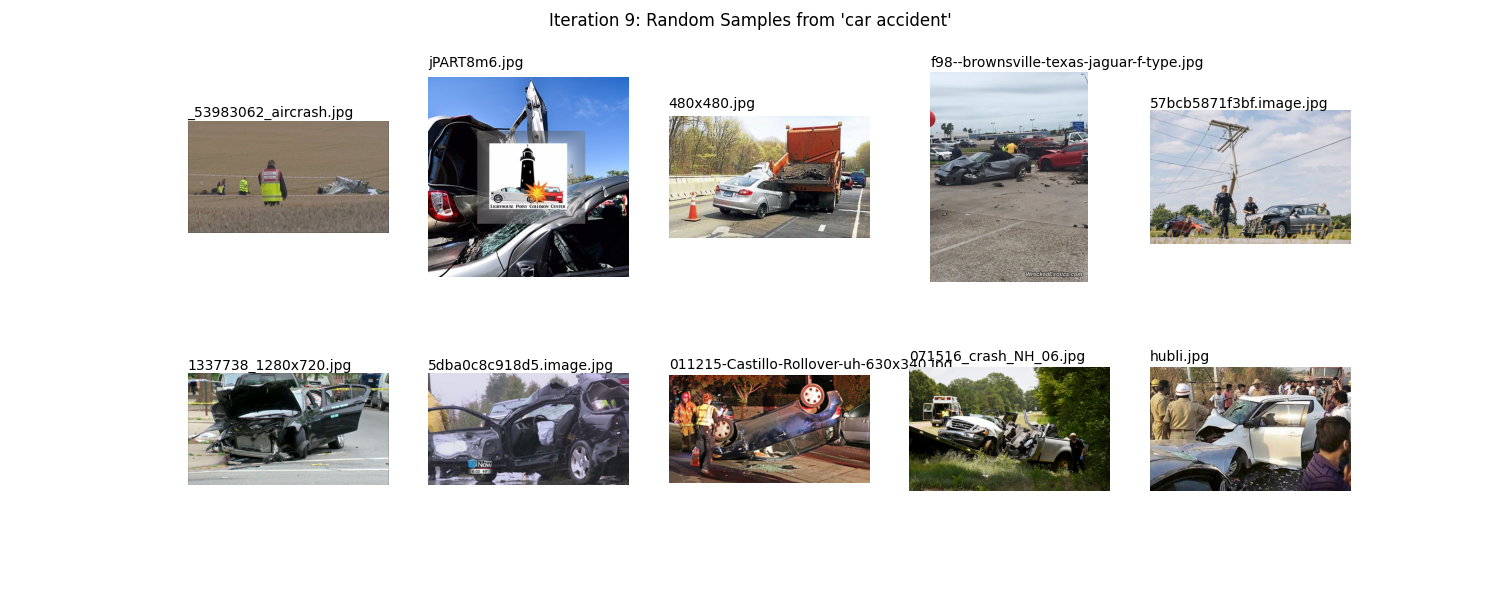 Iteration 9: Random Samples from 'car accident'
_53983062_aircrash.jpg
jPART8m6.jpg
480x480.jpg
f98--brownsville-texas-jaguar-f-type.jpg
57bcb5871f3bf.image.jpg
LIGHTHOUSE POINT COLLISION CENTER
WreckedExotics.com
1337738_1280x720.jpg
5dba0c8c918d5.image.jpg
011215-Castillo-Rollover-uh-630x340.jpg
071516_crash_NH_06.jpg
hubli.jpg
Now